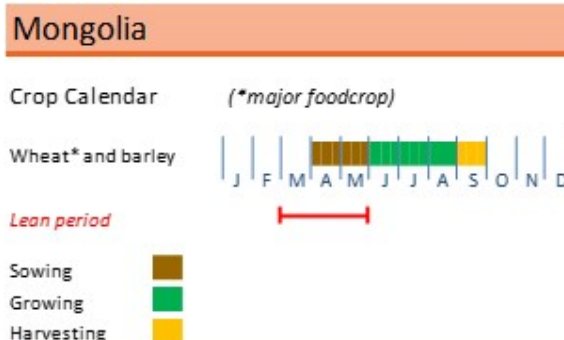 Mongolia
Crop Calendar (*major foodcrop)
Wheat* and barley
J F M A M J J A S O N D
Lean period
Sowing
Growing
Harvesting